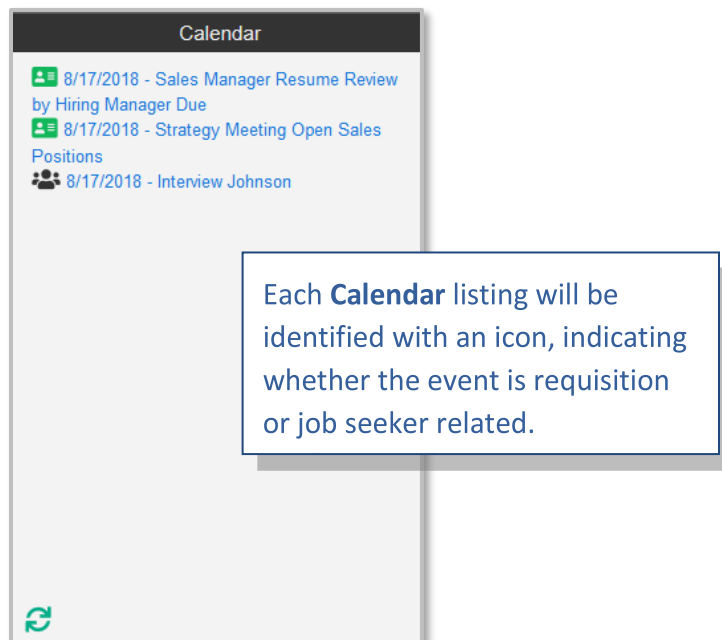 Calendar
8/17/2018 - Sales Manager Resume Review
by Hiring Manager Due
8/17/2018 - Strategy Meeting Open Sales
Positions
8/17/2018 - Interview Johnson
Each Calendar listing will be
identified with an icon, indicating
whether the event is requisition
or job seeker related.